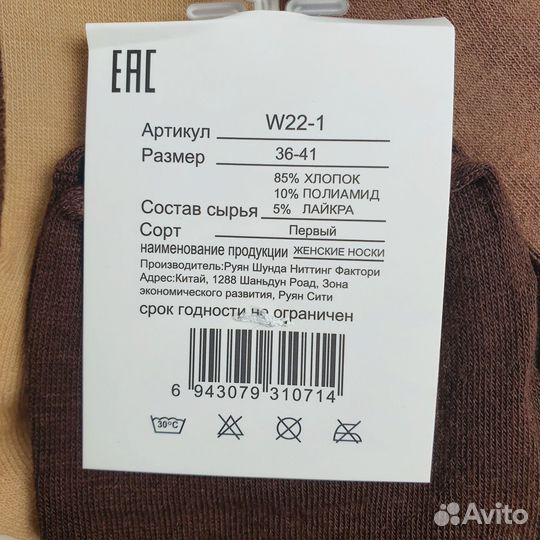 EAC
Артикул W22-1
Размер 36-41
85% ХЛОПОК
10% ПОЛИАМИД
Состав сырья 5% ЛАЙКРА
Сорт Первый
наименование продукции ЖЕНСКИЕ НОСКИ
Производитель:Руян Шунда Ниттинг Фактори
Адрес:Китай, 1288 Шаньдун Роад, Зона
экономического развития, Руян Сити
срок годности не ограничен
6 943079 310714
30°C
Avito